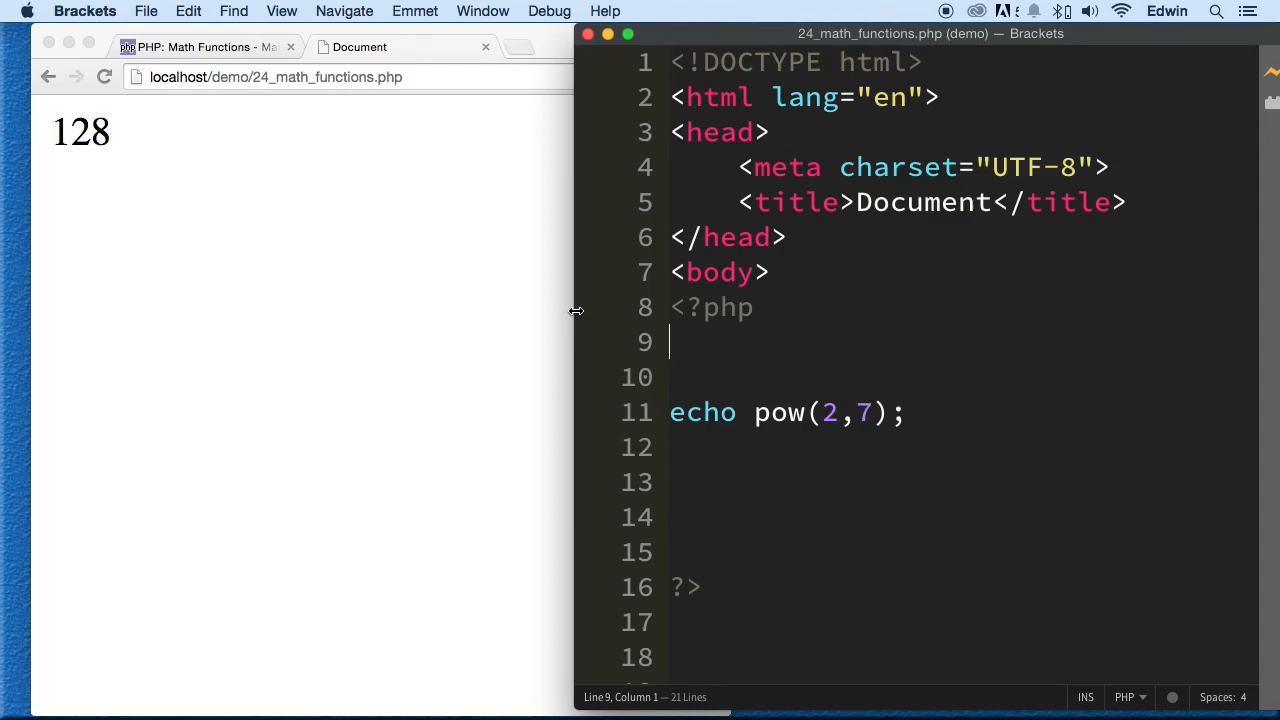 Brackets File Edit Find View Navigate Emmet Window Debug Help Edwin
php PHP: Math Functions - Ma
Document
localhost/demo/24_math_functions.php
128
24_math_functions.php (demo) — Brackets
1 <!DOCTYPE html>
2 <html lang="en">
3 <head>
4 <meta charset="UTF-8">
5 <title>Document</title>
6 </head>
7 <body>
8 <?php
9
10
11 echo pow(2,7);
12
13
14
15
16 ?>
17
18
Line 9, Column 1 — 21 Lines INS PHP Spaces: 4